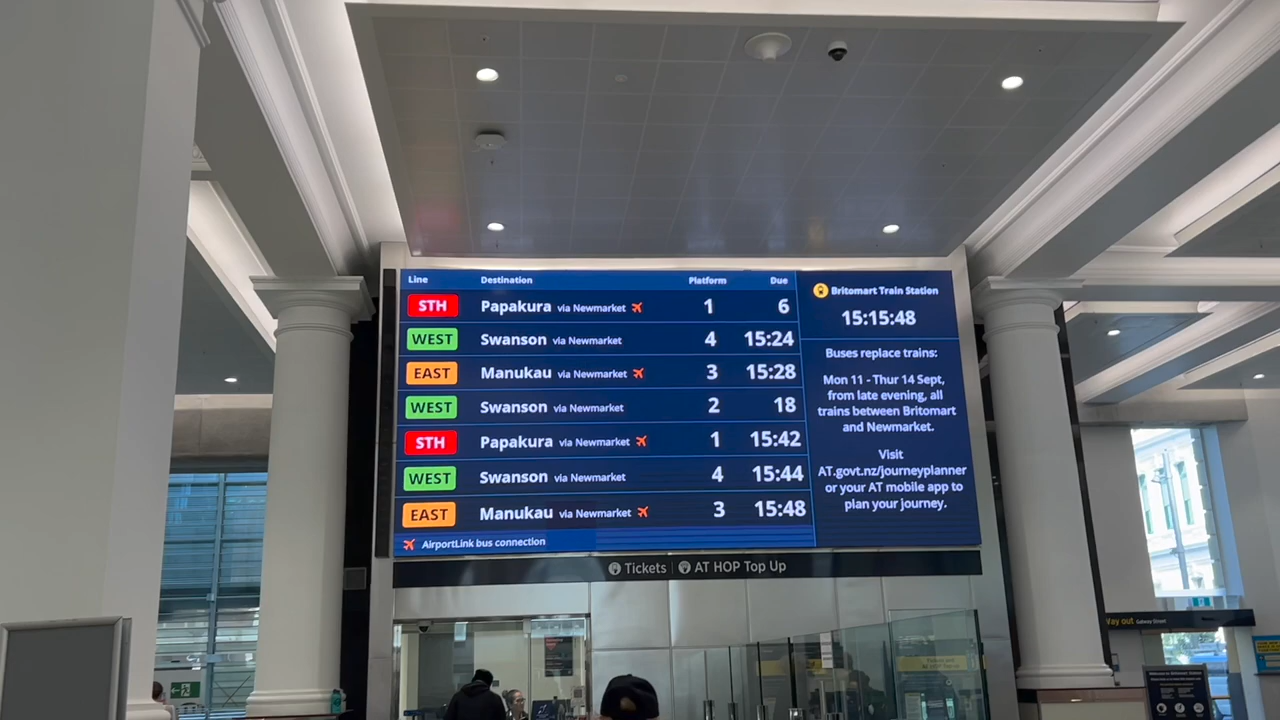 Line Destination Platform Due
STH Papakura via Newmarket 1 6
WEST Swanson via Newmarket 4 15:24
EAST Manukau via Newmarket 3 15:28
WEST Swanson via Newmarket 2 18
STH Papakura via Newmarket 1 15:42
WEST Swanson via Newmarket 4 15:44
EAST Manukau via Newmarket 3 15:48
AirportLink bus connection
Britomart Train Station
15:15:48
Buses replace trains:
Mon 11 - Thur 14 Sept,
from late evening, all
trains between Britomart
and Newmarket.
Visit
AT.govt.nz/journeyplanner
or your AT mobile app to
plan your journey.
Tickets | AT HOP Top Up
Way out